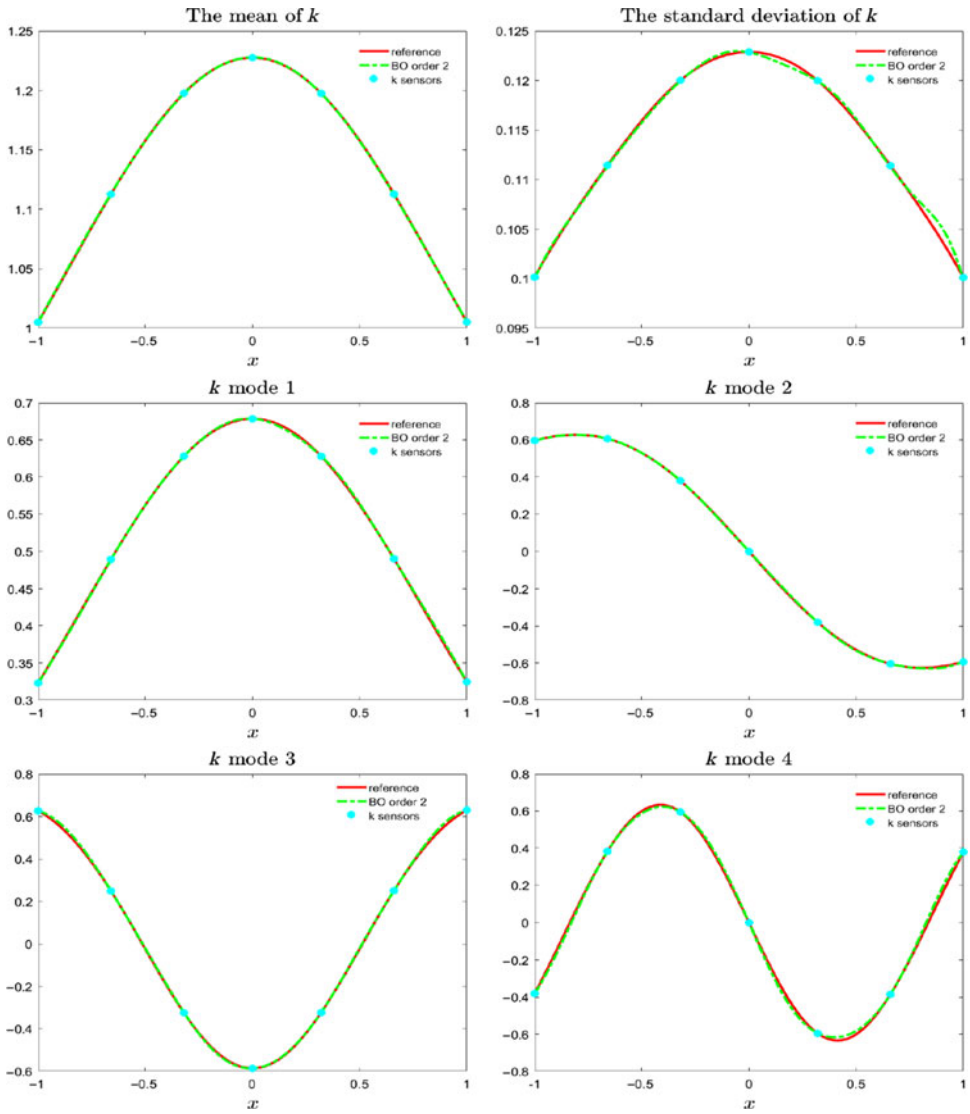 The mean of k
1.25
1.2
1.15
1.1
1.05
1
−1
−0.5
0
0.5
1
x
reference
BO order 2
k sensors
The standard deviation of k
0.125
0.12
0.115
0.11
0.105
0.1
0.095
−1
−0.5
0
0.5
1
x
reference
BO order 2
k sensors
k mode 1
0.7
0.65
0.6
0.55
0.5
0.45
0.4
0.35
0.3
−1
−0.5
0
0.5
1
x
reference
BO order 2
k sensors
k mode 2
0.8
0.6
0.4
0.2
0
−0.2
−0.4
−0.6
−0.8
−1
−0.5
0
0.5
1
x
reference
BO order 2
k sensors
k mode 3
0.8
0.6
0.4
0.2
0
−0.2
−0.4
−0.6
−0.8
−1
−0.5
0
0.5
1
x
reference
BO order 2
k sensors
k mode 4
0.8
0.6
0.4
0.2
0
−0.2
−0.4
−0.6
−0.8
-1
−0.5
0
0.5
1
x
reference
BO order 2
k sensors